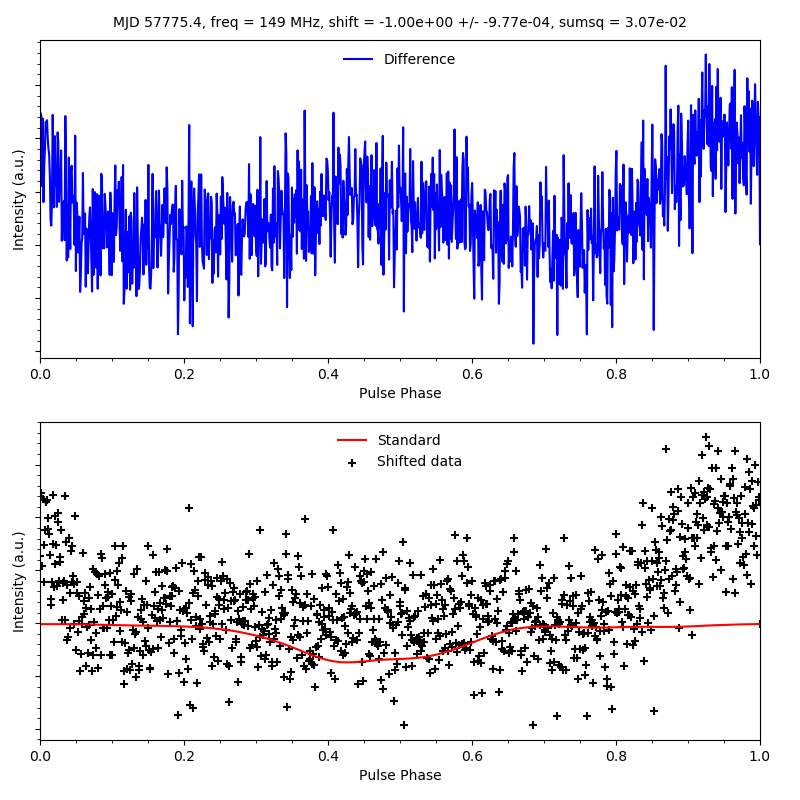 MJD 57775.4, freq = 149 MHz, shift = -1.00e+00 +/- -9.77e-04, sumsq = 3.07e-02
Difference
Intensity (a.u.)
0.0 0.2 0.4 0.6 0.8 1.0
Pulse Phase
Standard
Shifted data
Intensity (a.u.)
0.0 0.2 0.4 0.6 0.8 1.0
Pulse Phase